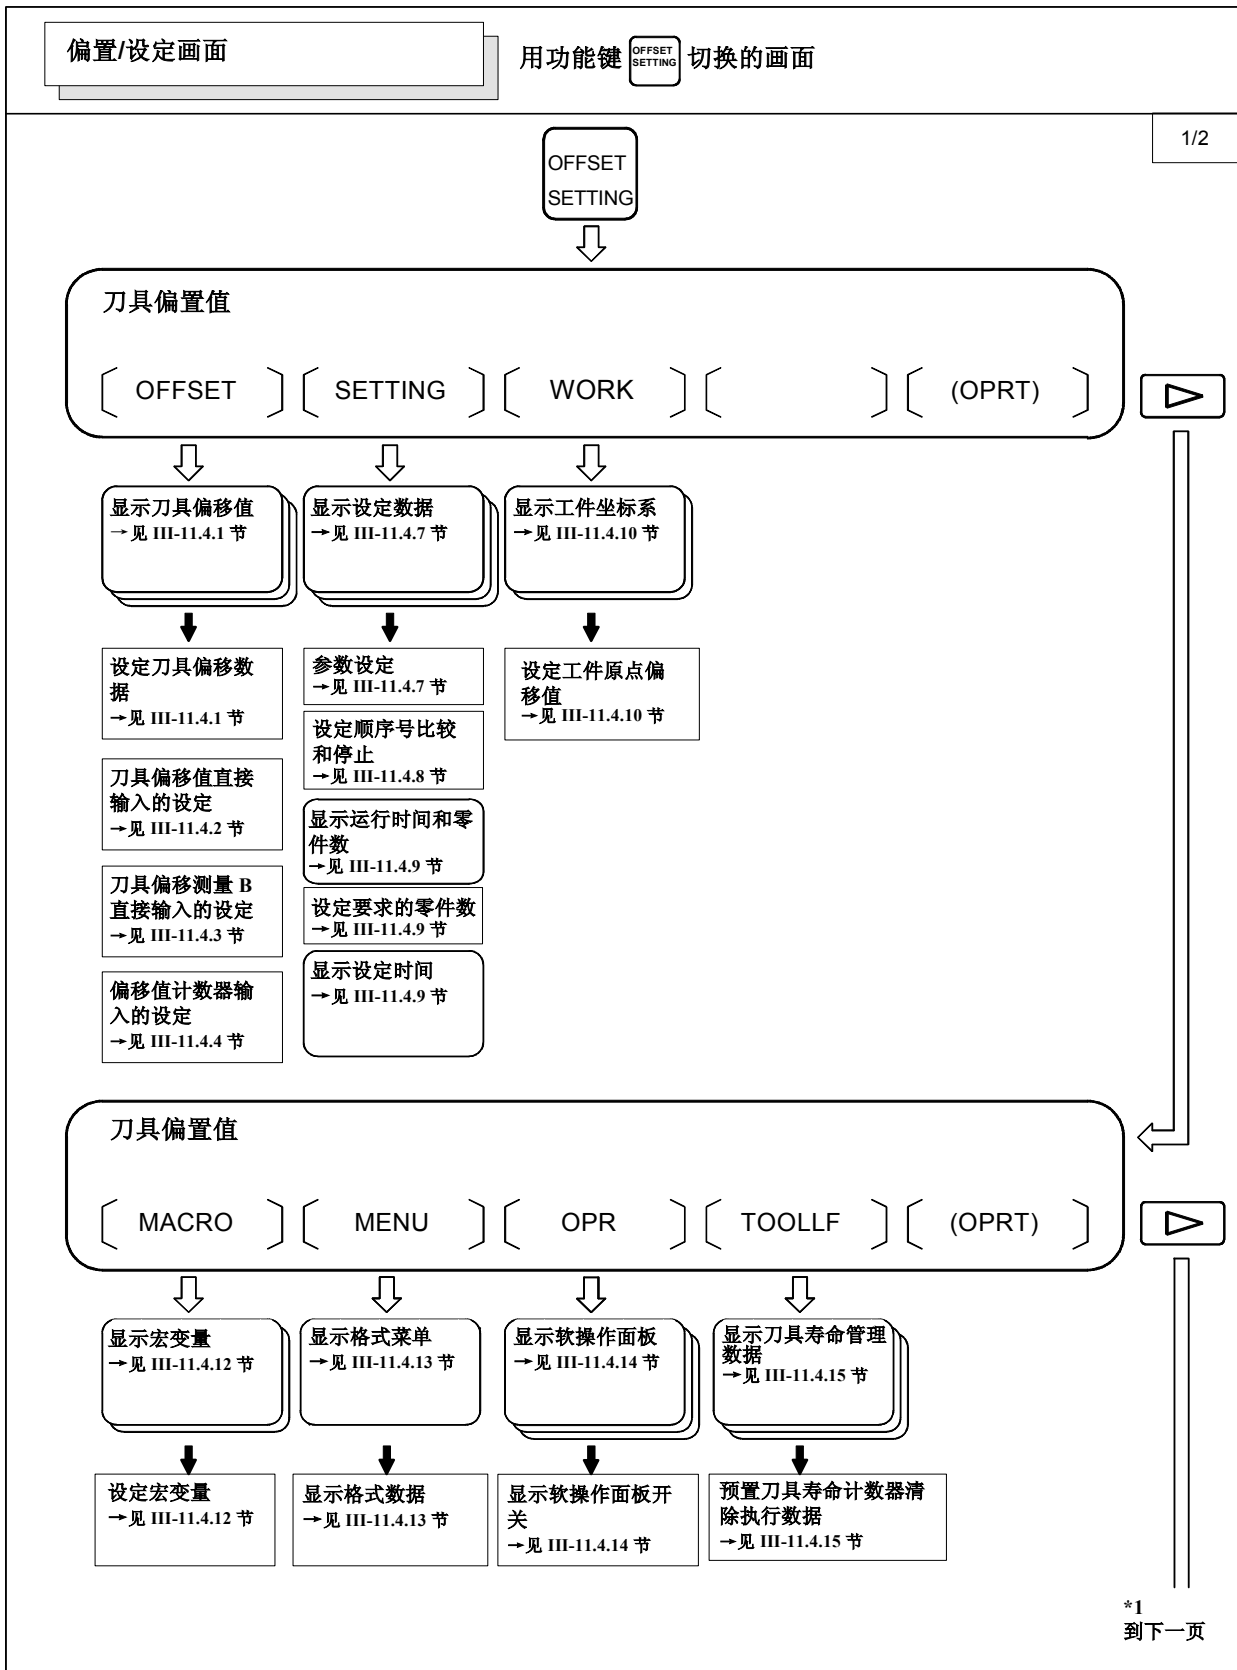 偏置/设定画面
用功能键 OFFSET SETTING 切换的画面
1/2
OFFSET
SETTING
刀具偏置值
OFFSET
SETTING
WORK
(OPRT)
显示刀具偏移值
→见 III-11.4.1 节
显示设定数据
→见 III-11.4.7 节
显示工件坐标系
→见 III-11.4.10 节
设定刀具偏移数
据
→见 III-11.4.1 节
刀具偏移值直接
输入的设定
→见 III-11.4.2 节
刀具偏移测量 B
直接输入的设定
→见 III-11.4.3 节
偏移值计数器输
入的设定
→见 III-11.4.4 节
参数设定
→见 III-11.4.7 节
设定顺序号比较
和停止
→见 III-11.4.8 节
显示运行时间和零
件数
→见 III-11.4.9 节
设定要求的零件数
→见 III-11.4.9 节
显示设定时间
→见 III-11.4.9 节
设定工件原点偏
移值
→见 III-11.4.10 节
刀具偏置值
MACRO
MENU
OPR
TOOLLF
(OPRT)
显示宏变量
→见 III-11.4.12 节
显示格式菜单
→见 III-11.4.13 节
显示软操作面板
→见 III-11.4.14 节
显示刀具寿命管理
数据
→见 III-11.4.15 节
设定宏变量
→见 III-11.4.12 节
显示格式数据
→见 III-11.4.13 节
显示软操作面板开
关
→见 III-11.4.14 节
预置刀具寿命计数器清
除执行数据
→见 III-11.4.15 节
*1
到下一页